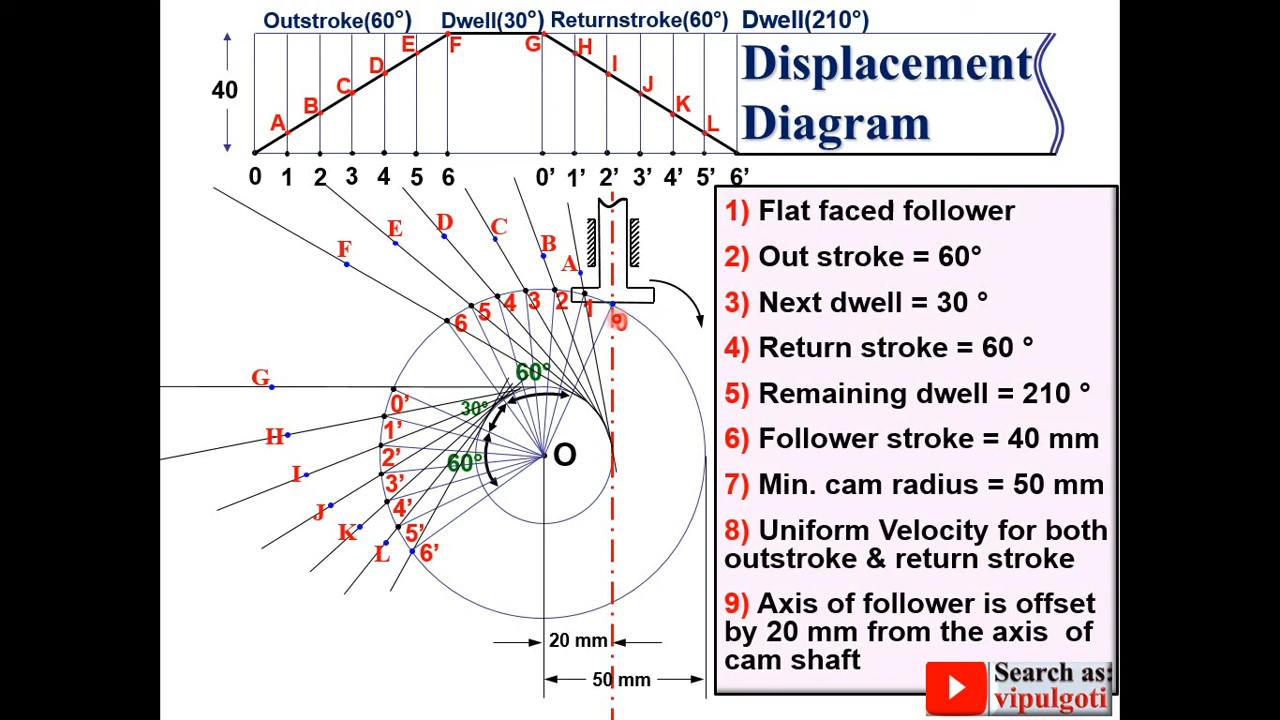 Outstroke(60°) Dwell(30°) Returnstroke(60°) Dwell(210°)
40
A B C D E F G H I J K L
0 1 2 3 4 5 6 0' 1' 2' 3' 4' 5' 6'
Displacement
Diagram
F E D C B A
6 5 4 3 2 1 0
G H I J K L
0' 1' 2' 3' 4' 5' 6'
60°
30°
60°
O
20 mm
50 mm
1) Flat faced follower
2) Out stroke = 60°
3) Next dwell = 30 °
4) Return stroke = 60 °
5) Remaining dwell = 210 °
6) Follower stroke = 40 mm
7) Min. cam radius = 50 mm
8) Uniform Velocity for both
outstroke & return stroke
9) Axis of follower is offset
by 20 mm from the axis of
cam shaft
Search as:
vipulgoti